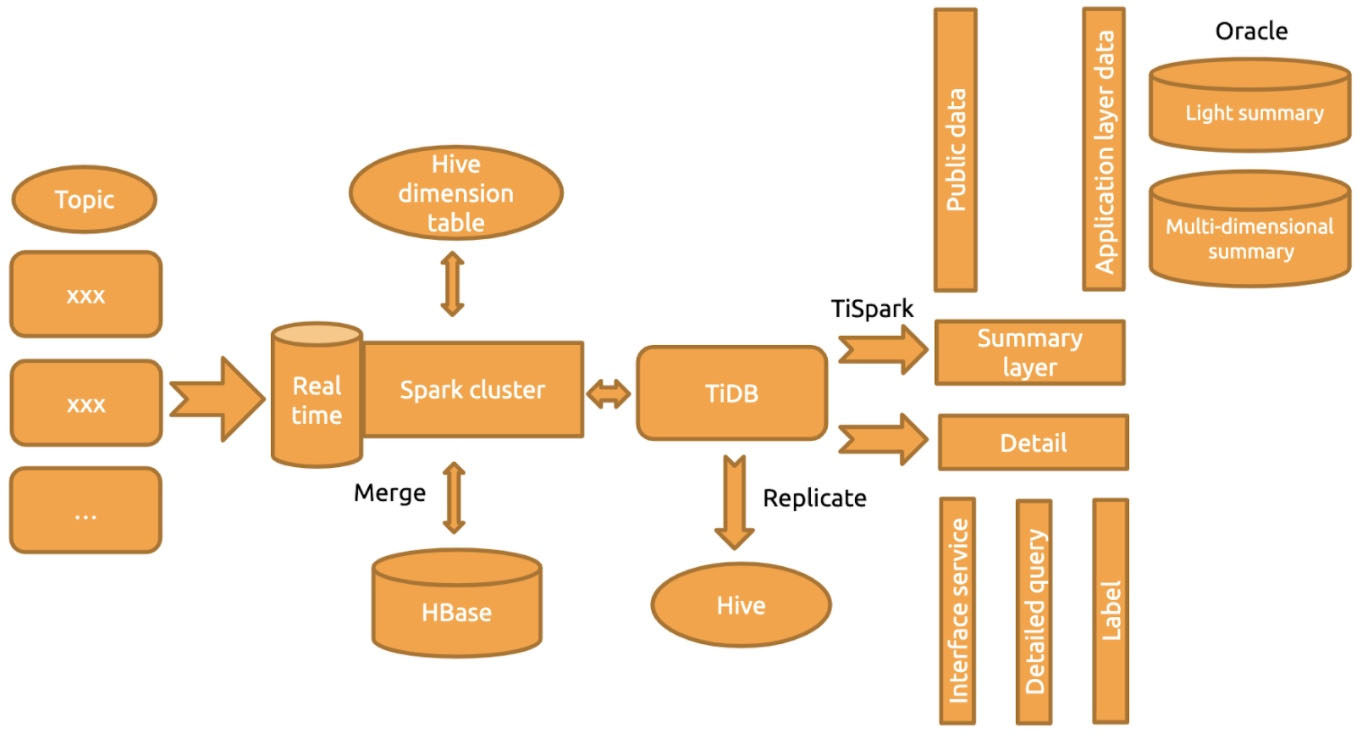 Topic
xxx
xxx
...
Hive
dimension
table
Real
time
Spark cluster
Merge
HBase
TiDB
Replicate
Hive
TiSpark
Public data
Application layer data
Oracle
Light summary
Multi-dimensional
summary
Summary
layer
Detail
Interface service
Detailed query
Label